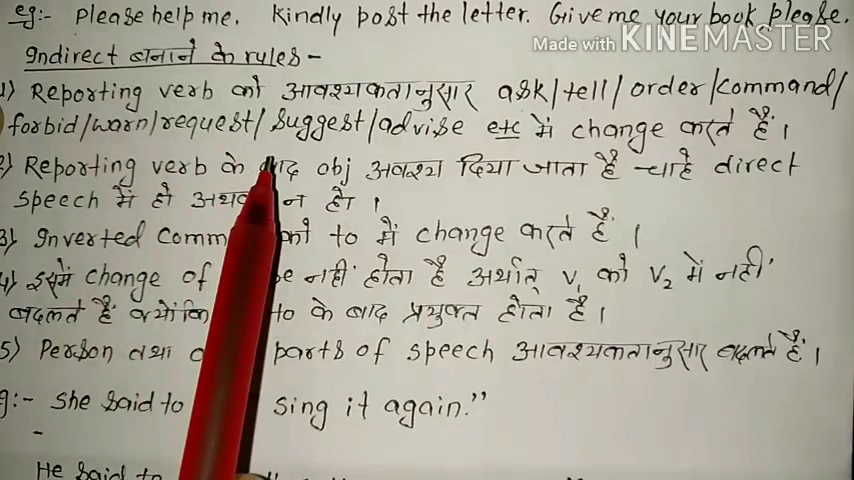 eg:- Please help me. Kindly post the letter. Give me your book please.
Made with KINEMASTER
Indirect बनाने के rules -
1) Reporting verb को आवश्यकतानुसार ask/tell/order/command/
forbid/warn/request/suggest/advise etc में change करते हैं।
2) Reporting verb के बाद obj अवश्य दिया जाता है चाहे direct
speech में हो अथवा न हो।
3) Inverted comm को to में change करते हैं।
4) इसमें change of नहीं होता है अर्थात् V1 को V2 में नहीं
बदलते हैं क्योंकि to के बाद प्रयुक्त होता है।
5) Person तथा parts of speech आवश्यकतानुसार बदलते हैं।
g:- She said to sing it again."
He said to